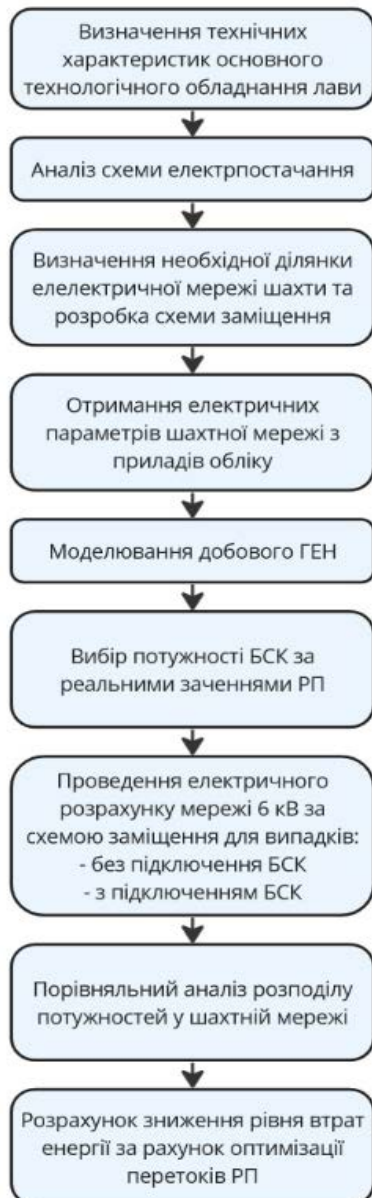 Визначення технічних
характеристик основного
технологічного обладнання лави
Аналіз схеми електрпостачання
Визначення необхідної ділянки
елелектричної мережі шахти та
розробка схеми заміщення
Отримання електричних
параметрів шахтної мережі з
приладів обліку
Моделювання добового ГЕН
Вибір потужності БСК за
реальними заченнями РП
Проведення електричного
розрахунку мережі 6 кВ за
схемою заміщення для випадків:
- без підключення БСК
- з підключенням БСК
Порівняльний аналіз розподілу
потужностей у шахтній мережі
Розрахунок зниження рівня втрат
енергії за рахунок оптимізації
перетоків РП